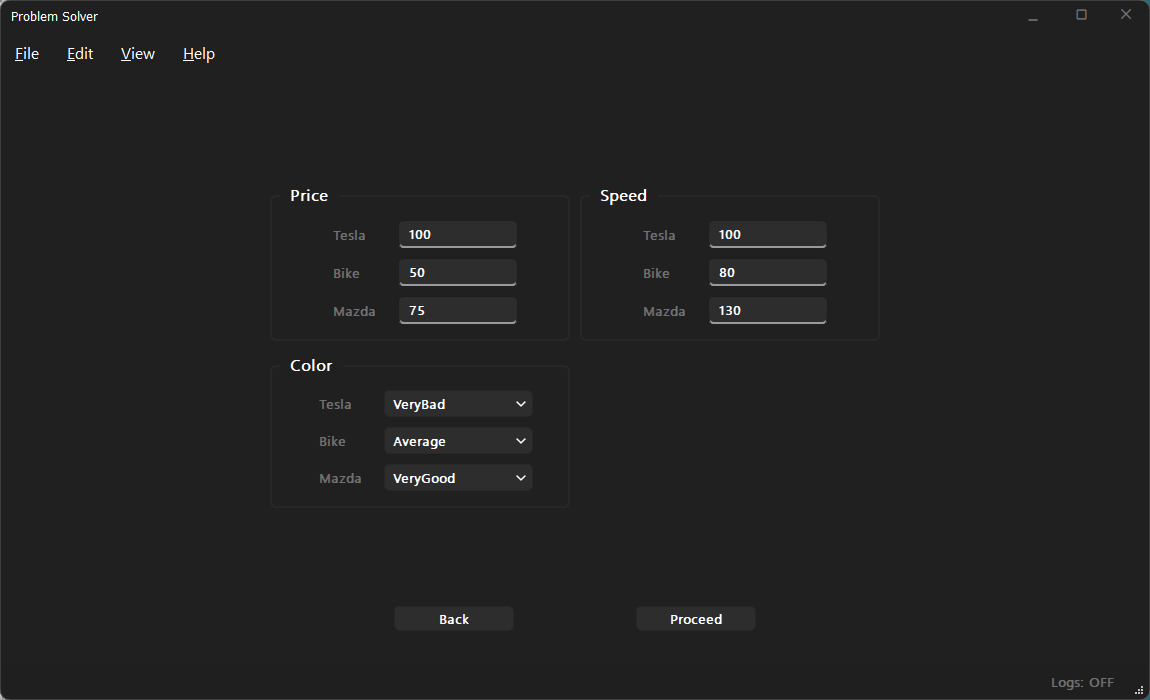 Problem Solver
File Edit View Help
Price
Tesla 100
Bike 50
Mazda 75
Speed
Tesla 100
Bike 80
Mazda 130
Color
Tesla VeryBad
Bike Average
Mazda VeryGood
Back Proceed
Logs: OFF